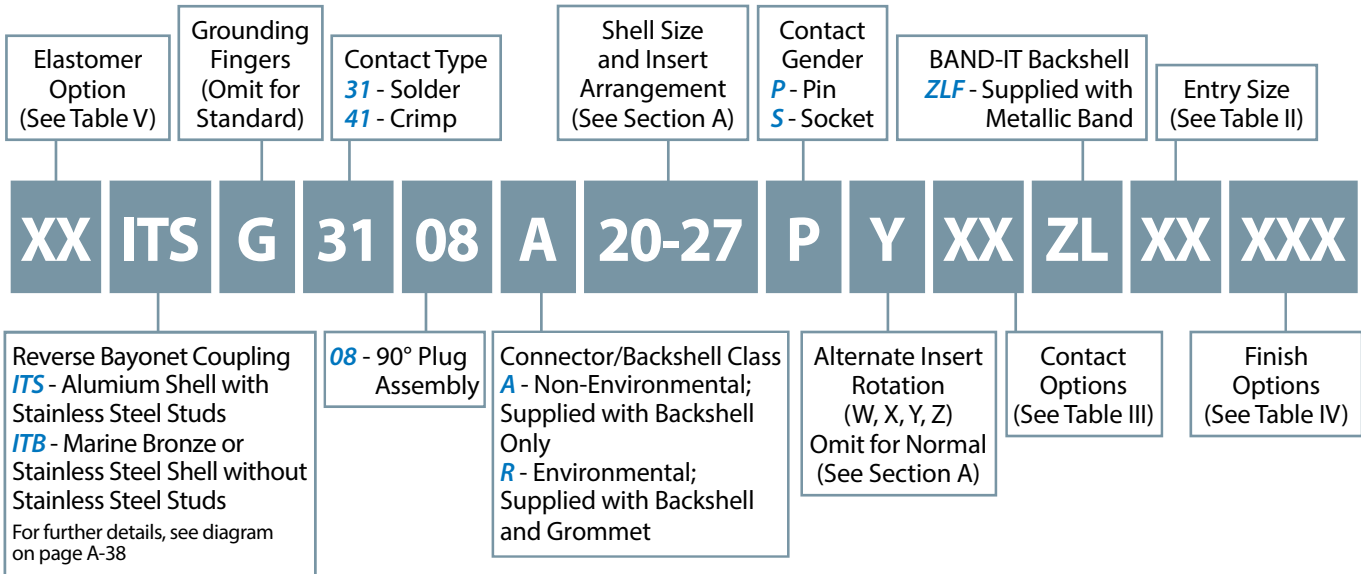 Elastomer
Option
(See Table V)
Grounding
Fingers
(Omit for
Standard)
Contact Type
31 - Solder
41 - Crimp
Shell Size
and Insert
Arrangement
(See Section A)
Contact
Gender
P - Pin
S - Socket
BAND-IT Backshell
ZLF - Supplied with
Metallic Band
Entry Size
(See Table II)
XX ITS G 31 08 A 20-27 P Y XX ZL XX XXX
Reverse Bayonet Coupling
ITS - Alumium Shell with
Stainless Steel Studs
ITB - Marine Bronze or
Stainless Steel Shell without
Stainless Steel Studs
For further details, see diagram
on page A-38
08 - 90° Plug
Assembly
Connector/Backshell Class
A - Non-Environmental;
Supplied with Backshell
Only
R - Environmental;
Supplied with Backshell
and Grommet
Alternate Insert
Rotation
(W, X, Y, Z)
Omit for Normal
(See Section A)
Contact
Options
(See Table III)
Finish
Options
(See Table IV)